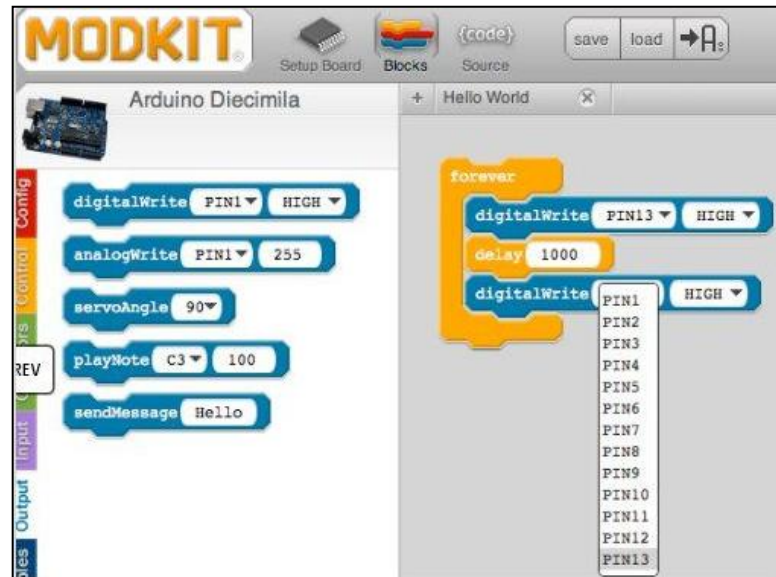 MODKIT
Setup Board
Blocks
{code}
Source
save
load
Arduino Diecimila
+ Hello World
Config
Control
Input
Output
REV
digitalWrite PIN1 HIGH
analogWrite PIN1 255
servoAngle 90
playNote C3 100
sendMessage Hello
forever
digitalWrite PIN13 HIGH
delay 1000
digitalWrite HIGH
PIN1
PIN2
PIN3
PIN4
PIN5
PIN6
PIN7
PIN8
PIN9
PIN10
PIN11
PIN12
PIN13